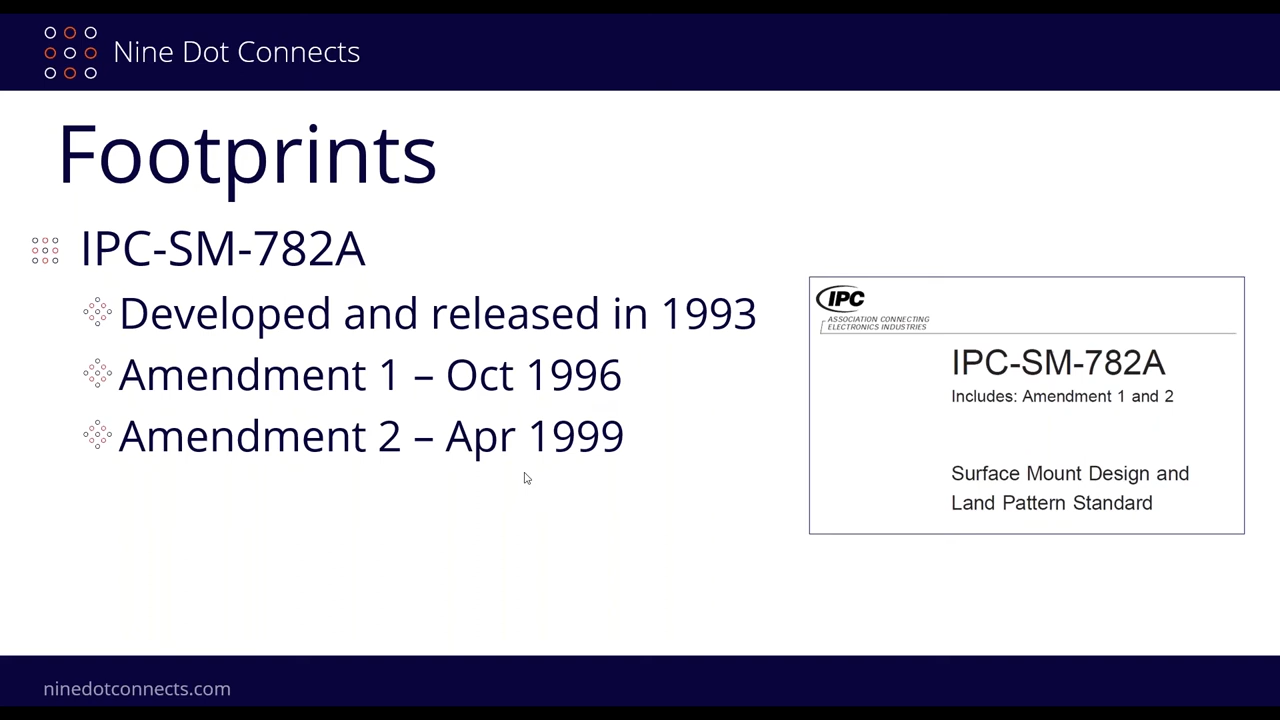 Nine Dot Connects
Footprints
IPC-SM-782A
Developed and released in 1993
Amendment 1 – Oct 1996
Amendment 2 – Apr 1999
IPC
ASSOCIATION CONNECTING
ELECTRONICS INDUSTRIES
IPC-SM-782A
Includes: Amendment 1 and 2
Surface Mount Design and
Land Pattern Standard
ninedotconnects.com